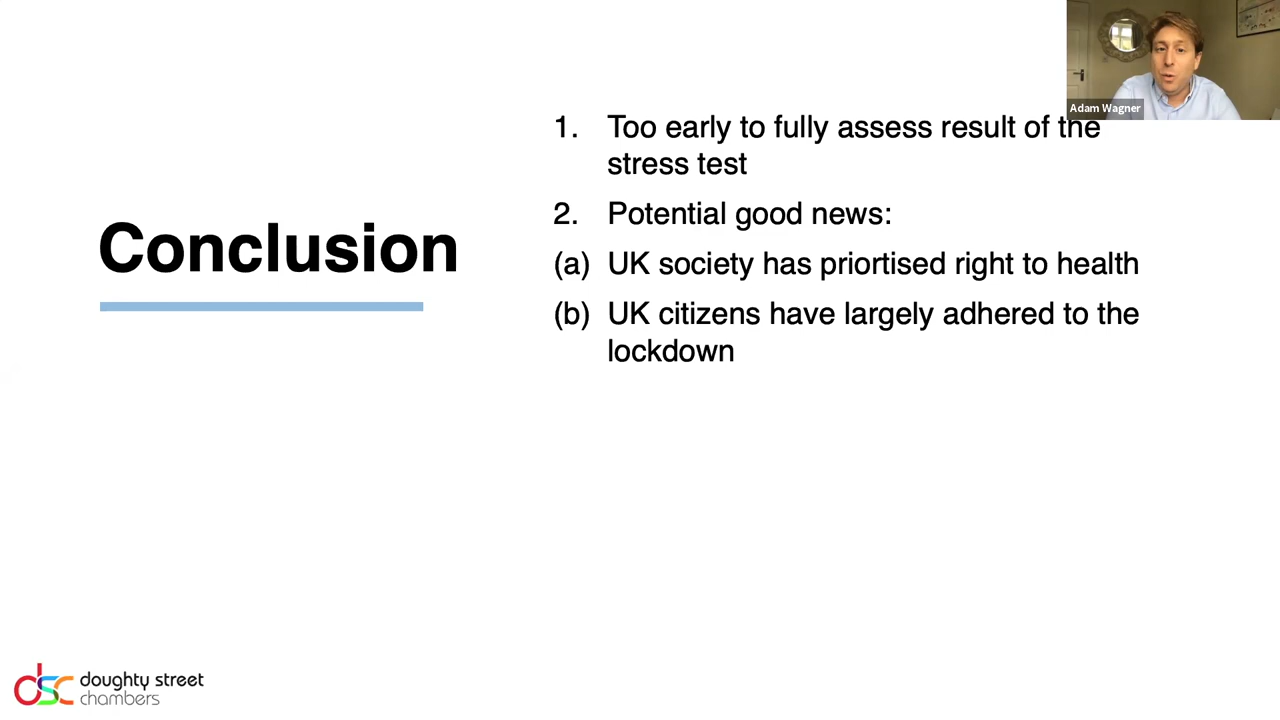 Adam Wagner
1. Too early to fully assess result of the
stress test
2. Potential good news:
Conclusion
(a) UK society has priortised right to health
(b) UK citizens have largely adhered to the
lockdown
dsc doughty street
chambers